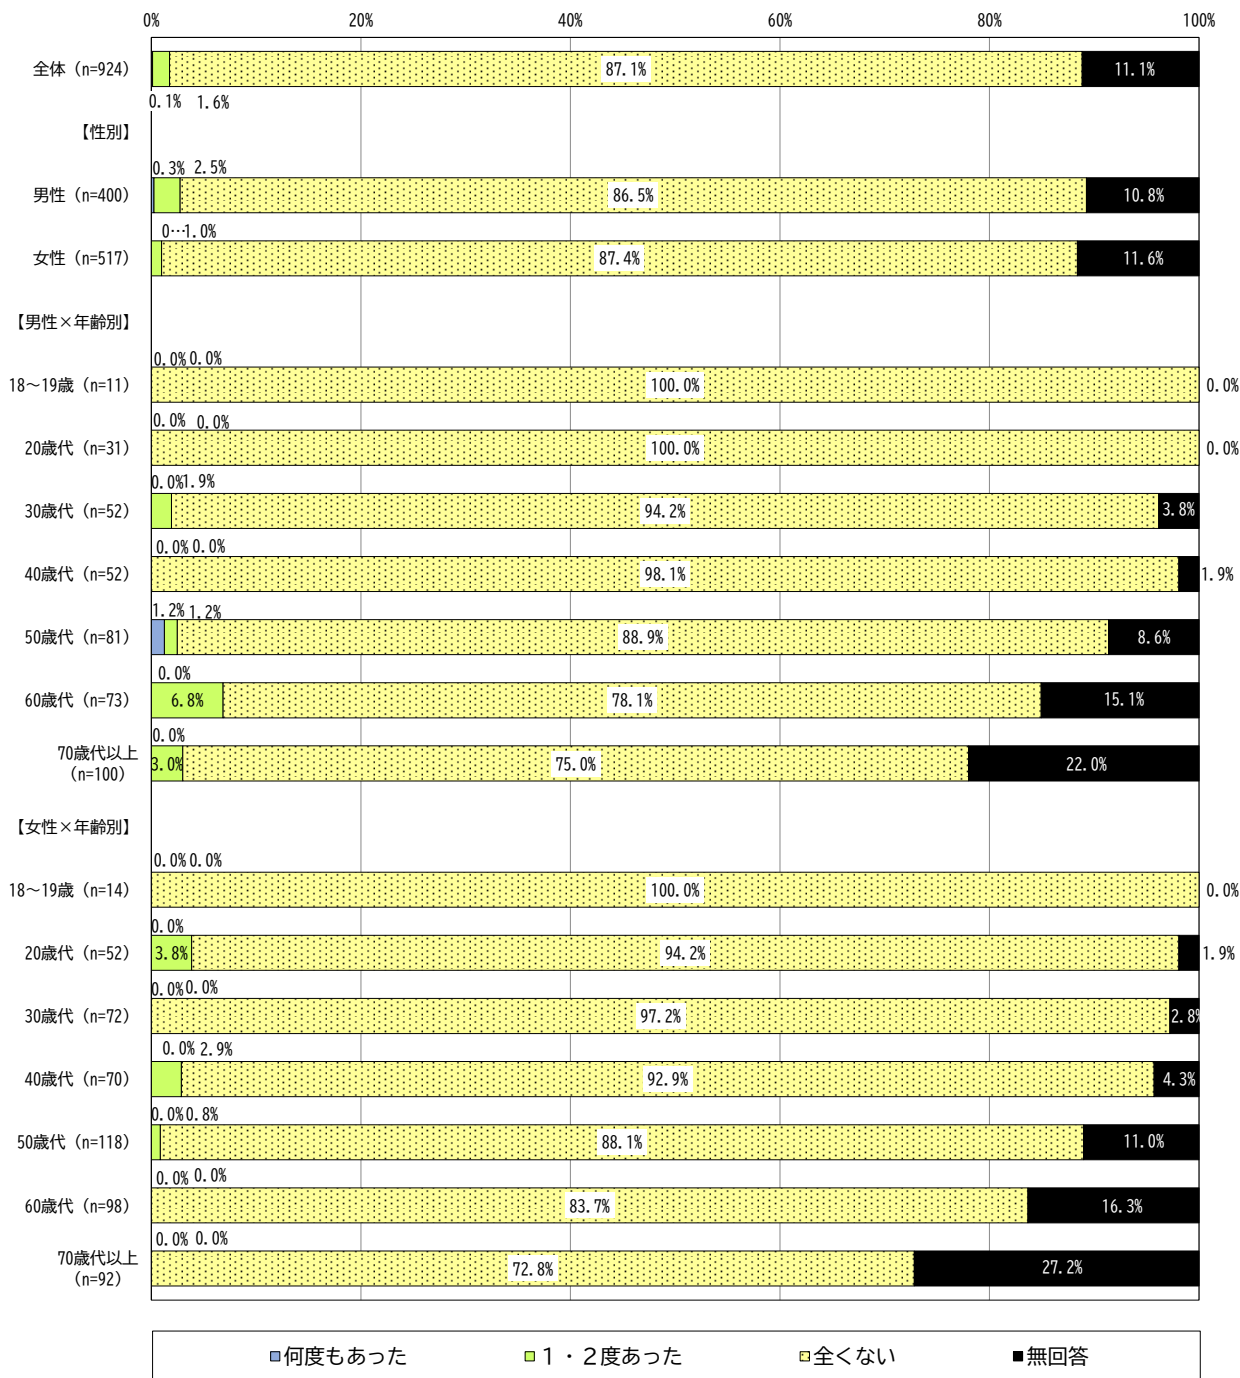 0% 20% 40% 60% 80% 100%
全体（n=924） 87.1% 11.1%
0.1% 1.6%
【性別】
0.3% 2.5%
男性（n=400） 86.5% 10.8%
0…1.0%
女性（n=517） 87.4% 11.6%
【男性×年齢別】
0.0% 0.0%
18～19歳（n=11） 100.0% 0.0%
0.0% 0.0%
20歳代（n=31） 100.0% 0.0%
0.0%1.9%
30歳代（n=52） 94.2% 3.8%
0.0% 0.0%
40歳代（n=52） 98.1% 1.9%
1.2% 1.2%
50歳代（n=81） 88.9% 8.6%
0.0%
60歳代（n=73） 6.8% 78.1% 15.1%
0.0%
70歳代以上
（n=100） 3.0% 75.0% 22.0%
【女性×年齢別】
0.0% 0.0%
18～19歳（n=14） 100.0% 0.0%
0.0%
20歳代（n=52） 3.8% 94.2% 1.9%
0.0% 0.0%
30歳代（n=72） 97.2% 2.8%
0.0% 2.9%
40歳代（n=70） 92.9% 4.3%
0.0% 0.8%
50歳代（n=118） 88.1% 11.0%
0.0% 0.0%
60歳代（n=98） 83.7% 16.3%
0.0% 0.0%
70歳代以上
（n=92） 72.8% 27.2%
何度もあった １・２度あった 全くない 無回答